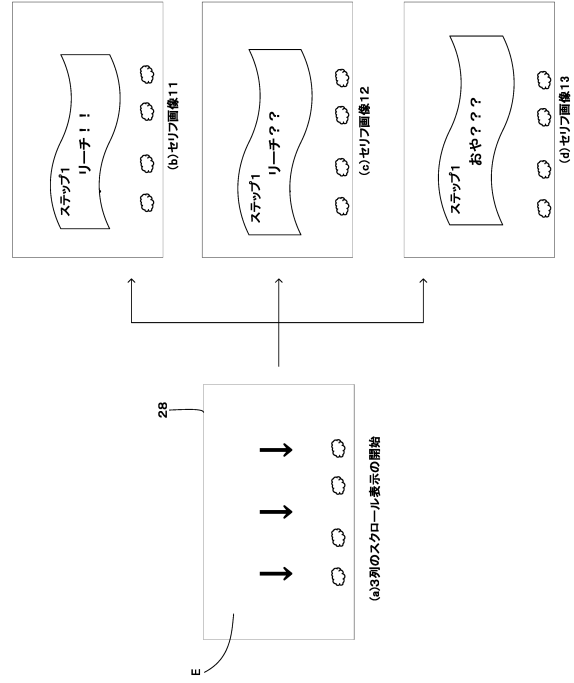 28
E
(a)3列のスクロール表示の開始
ステップ1
リーチ！！
(b)セリフ画像11
ステップ1
リーチ？？
(c)セリフ画像12
ステップ1
おや？？？
(d)セリフ画像13